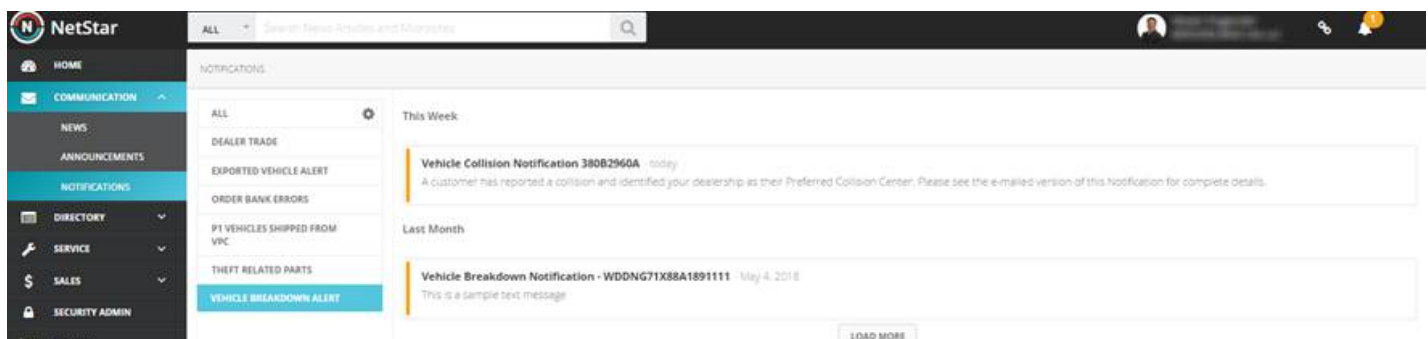 N NetStar
ALL
Search News Articles and Microsites
1
HOME
COMMUNICATION
NEWS
ANNOUNCEMENTS
NOTIFICATIONS
DIRECTORY
SERVICE
$ SALES
SECURITY ADMIN
NOTIFICATIONS
ALL
DEALER TRADE
EXPORTED VEHICLE ALERT
ORDER BANK ERRORS
P1 VEHICLES SHIPPED FROM
VPC
THEFT RELATED PARTS
VEHICLE BREAKDOWN ALERT
This Week
Vehicle Collision Notification 380B2960A - today
A customer has reported a collision and identified your dealership as their Preferred Collision Center. Please see the e-mailed version of this Notification for complete details.
Last Month
Vehicle Breakdown Notification - WDDNG71X88A1891111 - May 4, 2018
This is a sample text message
LOAD MORE